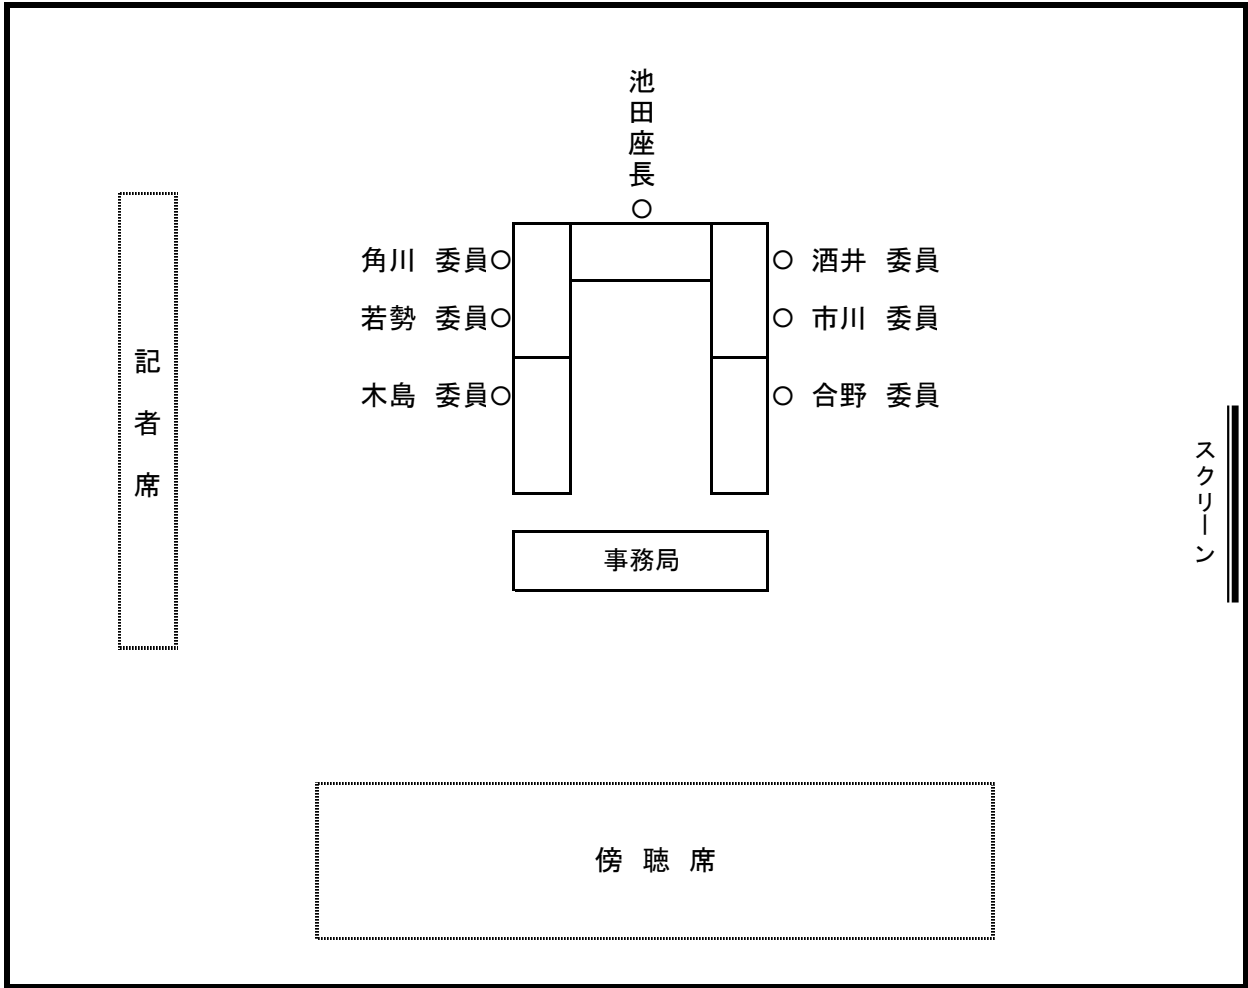 池田座長
角川 委員
酒井 委員
若勢 委員
市川 委員
木島 委員
合野 委員
記者席
スクリーン
事務局
傍聴席